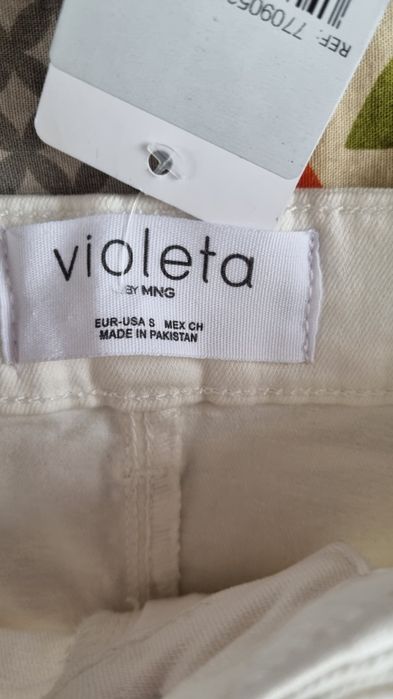 REF: 770905
violeta
BY MNG
EUR-USA S MEX CH
MADE IN PAKISTAN